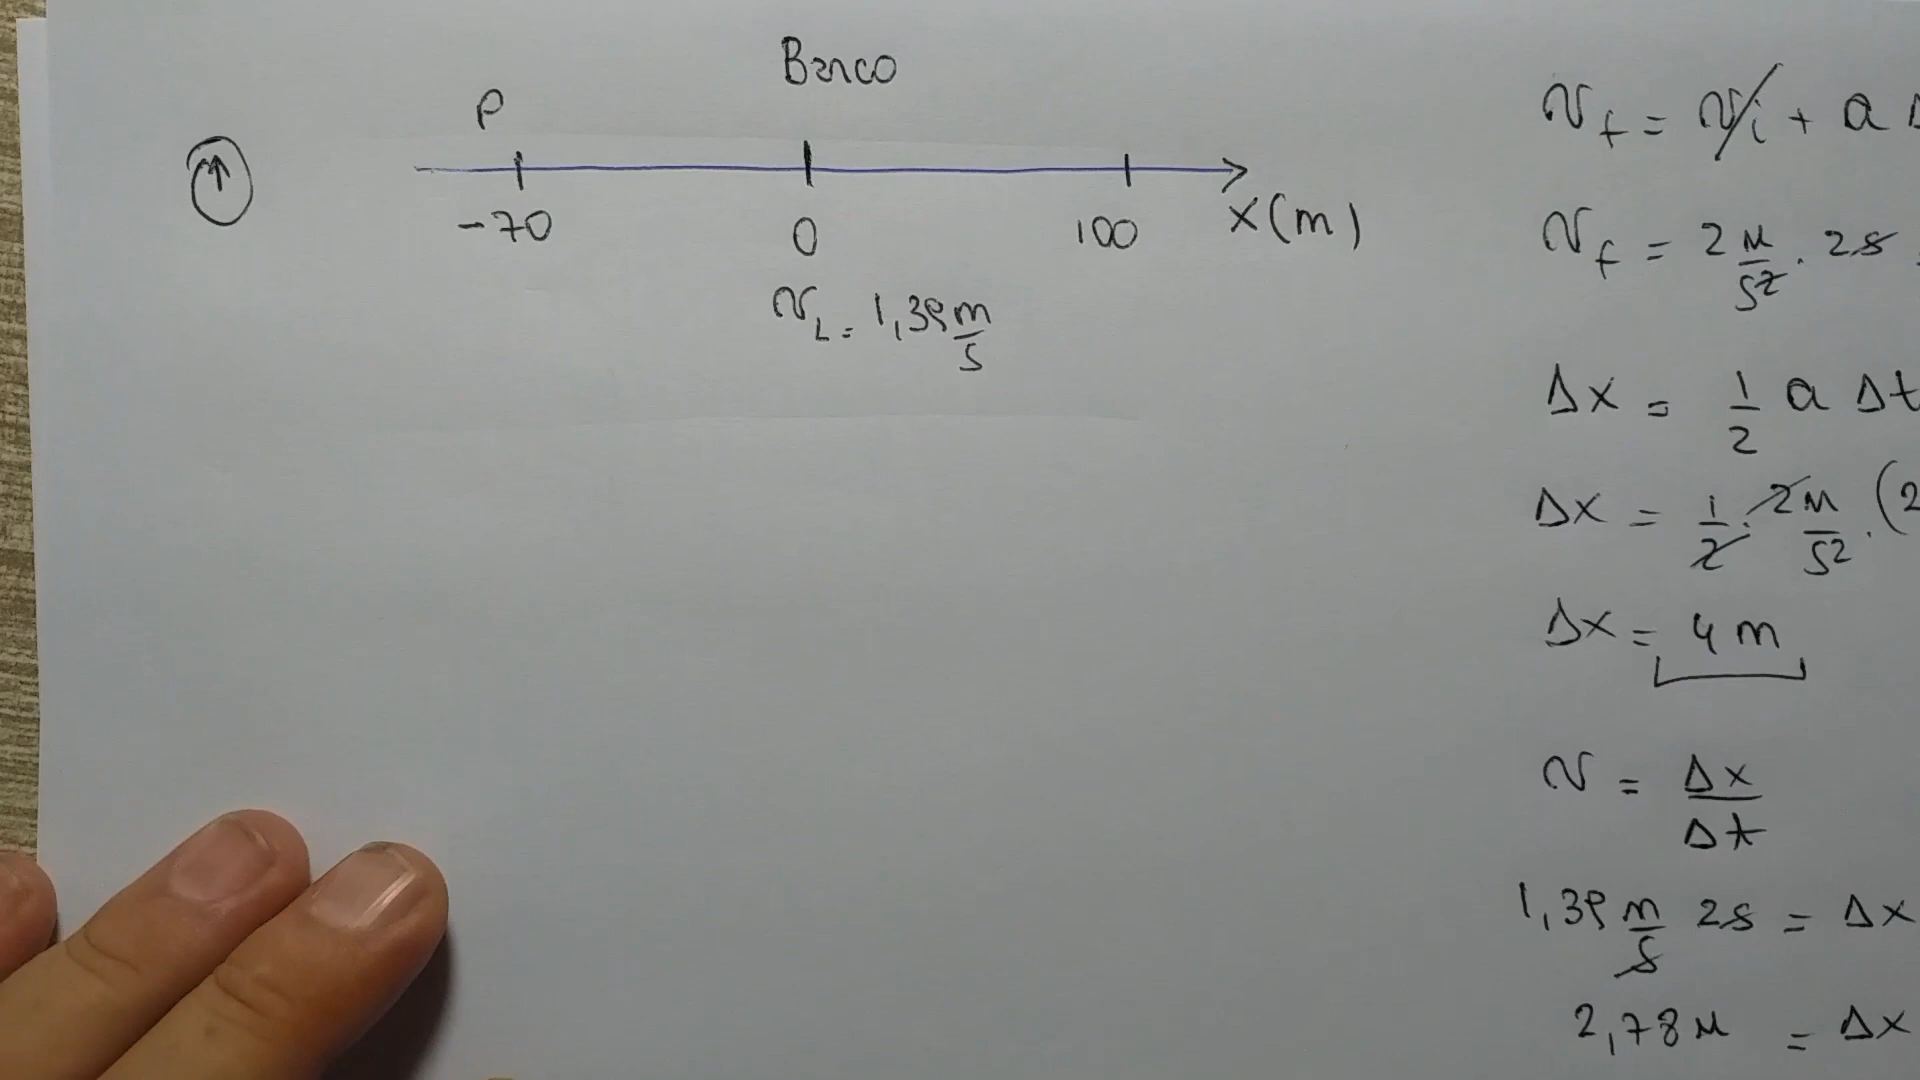 Banco
P
↑
-70 0 100 x(m)
v_L = 1,39 m/s
v_f = v_i + a
v_f = 2 m/s² . 2s
Δx = 1/2 a Δt
Δx = 1/2 . 2 m/s² . (2
Δx = 4 m
v = Δx/Δt
1,39 m/s 2s = Δx
2,78 m = Δx